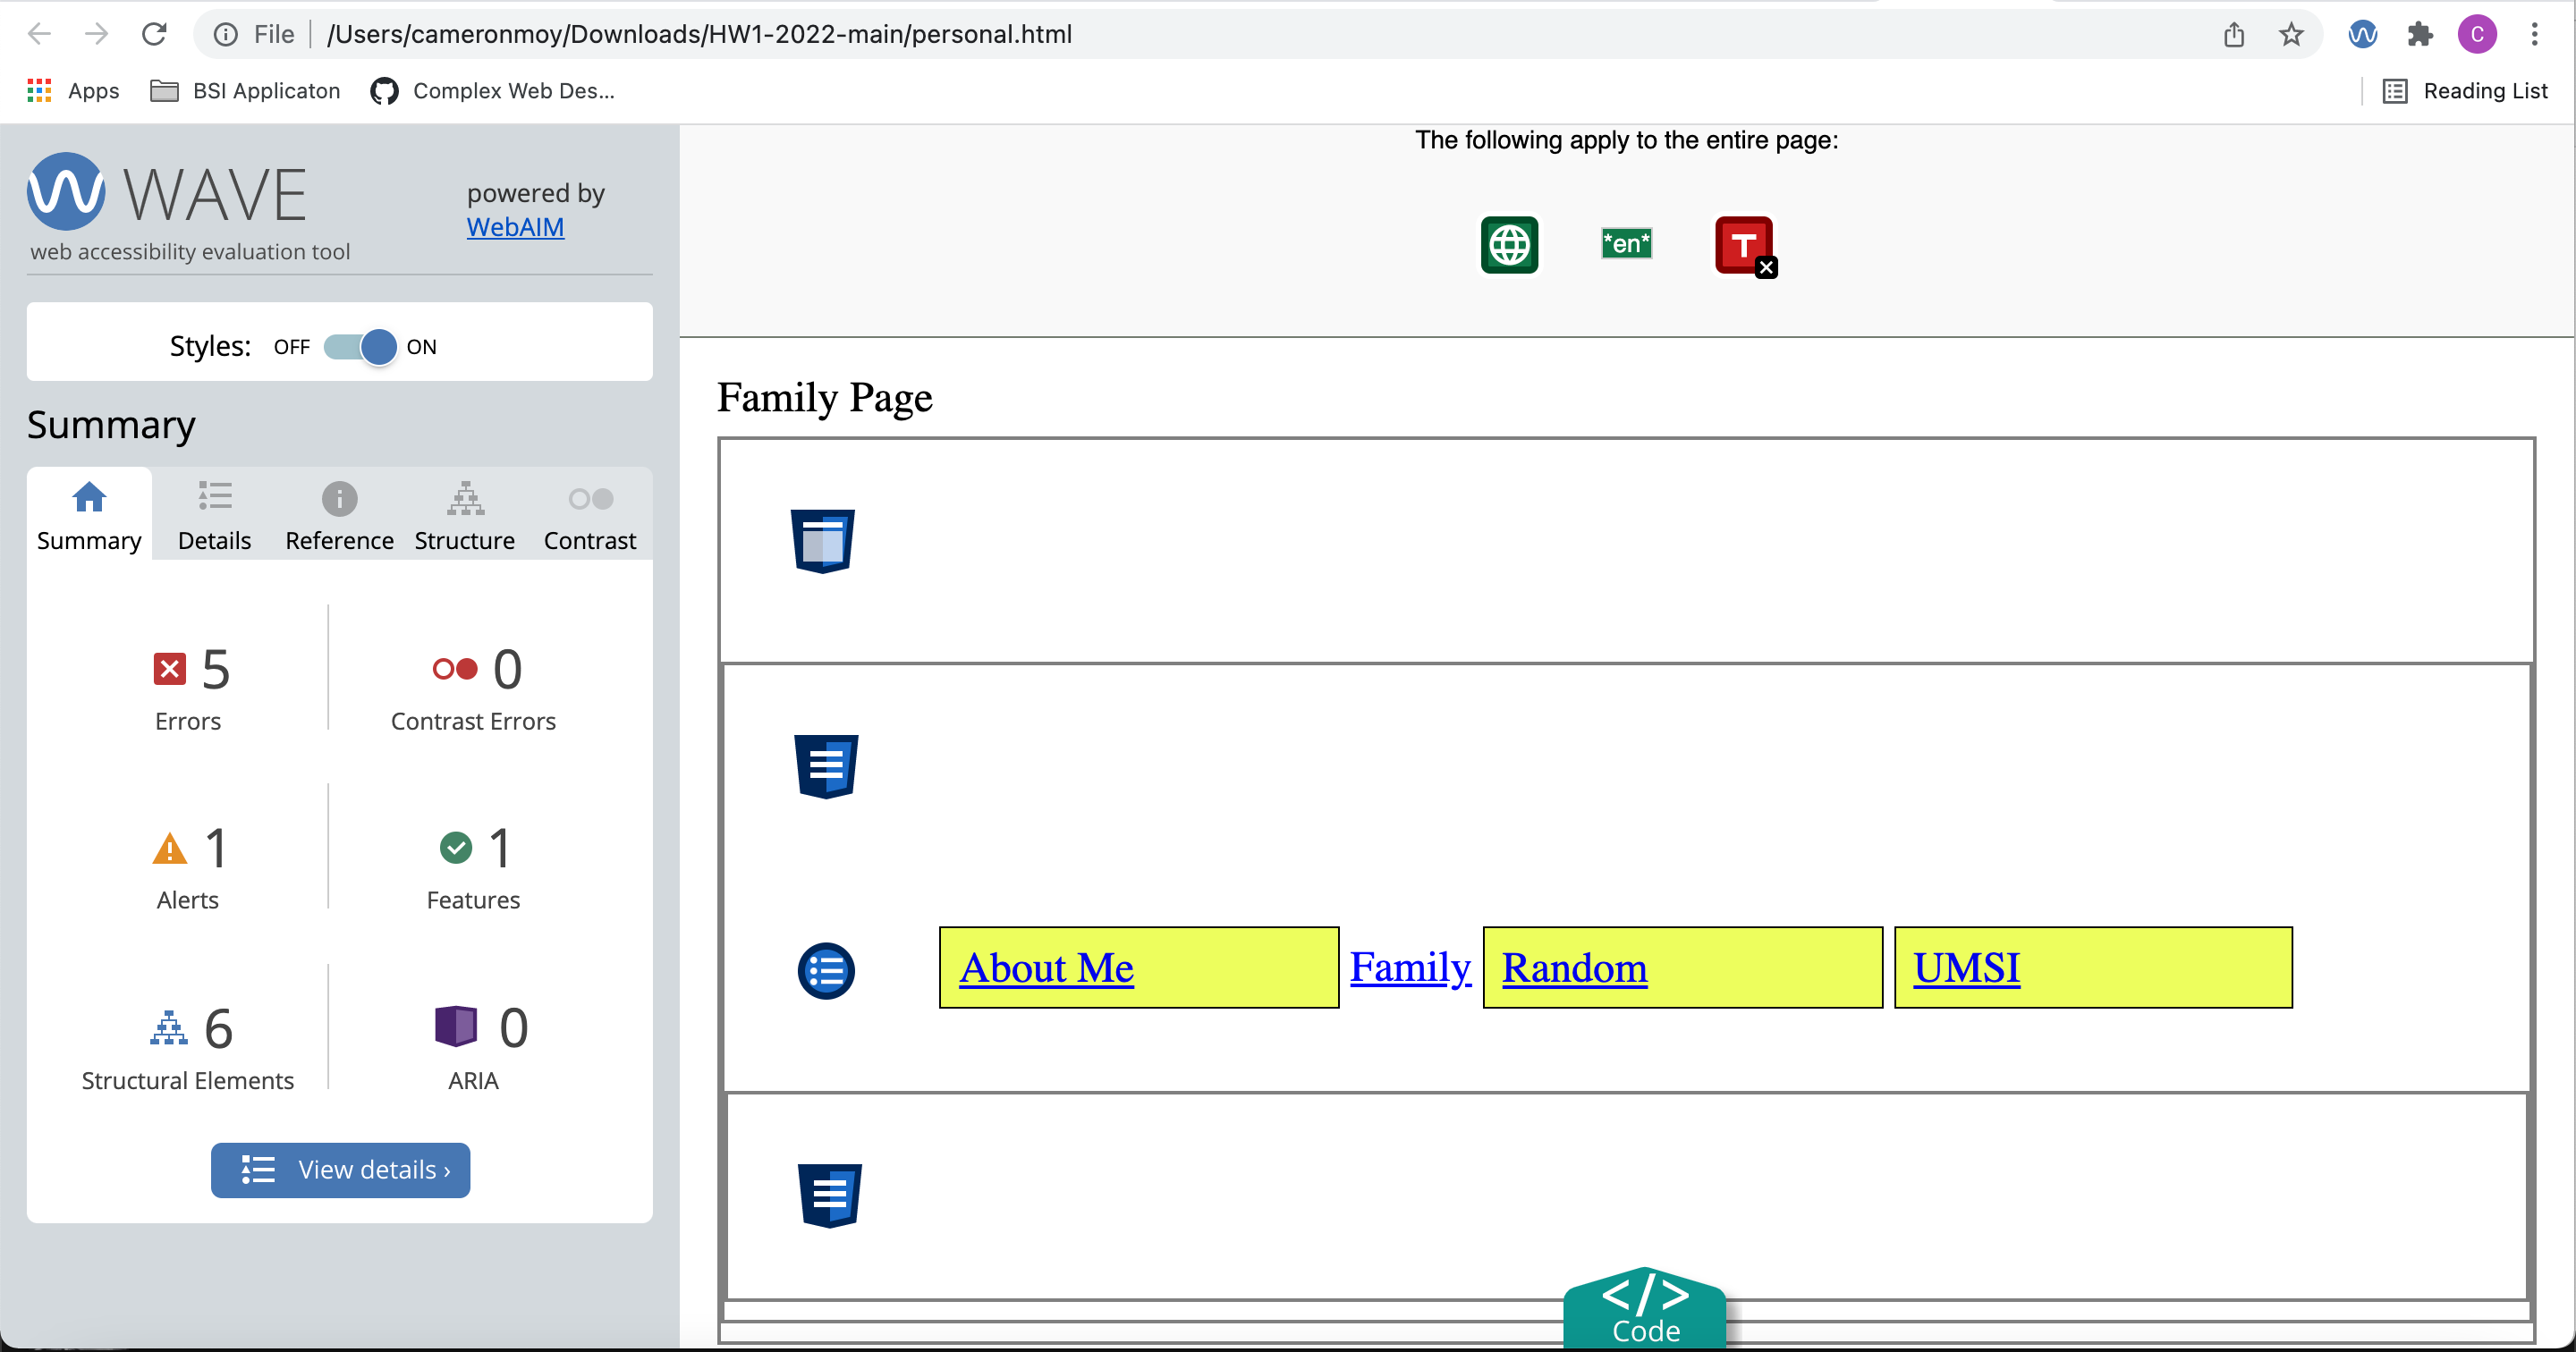 File /Users/cameronmoy/Downloads/HW1-2022-main/personal.html
C
Apps BSI Applicaton Complex Web Des... Reading List
WAVE
powered by
WebAIM
web accessibility evaluation tool
Styles: OFF ON
Summary
Summary Details Reference Structure Contrast
5 0
Errors Contrast Errors
1 1
Alerts Features
6 0
Structural Elements ARIA
View details ›
The following apply to the entire page:
*en* T
Family Page
About Me Family Random UMSI
</>
Code